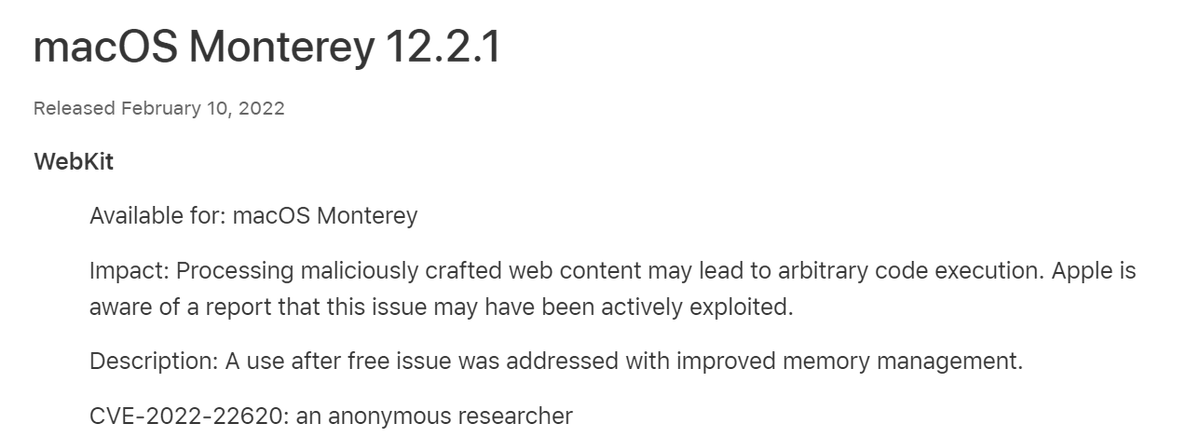 macOS Monterey 12.2.1
Released February 10, 2022
WebKit
Available for: macOS Monterey
Impact: Processing maliciously crafted web content may lead to arbitrary code execution. Apple is
aware of a report that this issue may have been actively exploited.
Description: A use after free issue was addressed with improved memory management.
CVE-2022-22620: an anonymous researcher